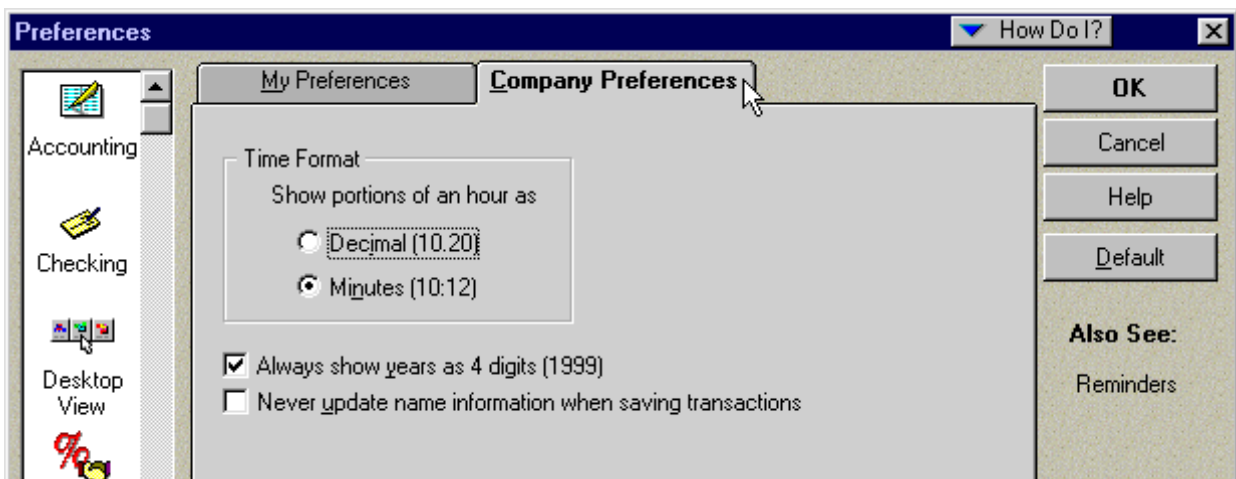 Preferences
How Do I?
My Preferences
Company Preferences
OK
Accounting
Cancel
Time Format
Show portions of an hour as
Help
Decimal (10.20)
Checking
Default
Minutes (10:12)
Also See:
Always show years as 4 digits (1999)
Desktop
View
Reminders
Never update name information when saving transactions
%